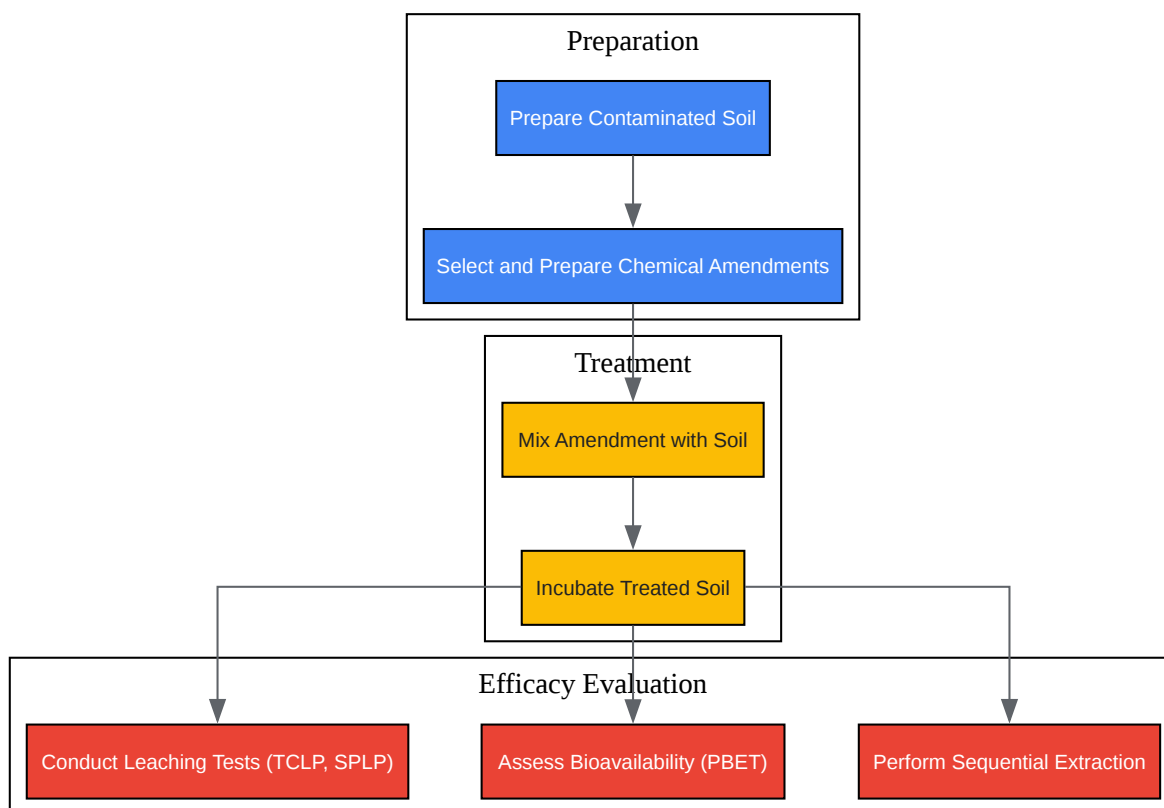 Preparation
Prepare Contaminated Soil
Select and Prepare Chemical Amendments
Treatment
Mix Amendment with Soil
Incubate Treated Soil
Efficacy Evaluation
Conduct Leaching Tests (TCLP, SPLP)
Assess Bioavailability (PBET)
Perform Sequential Extraction